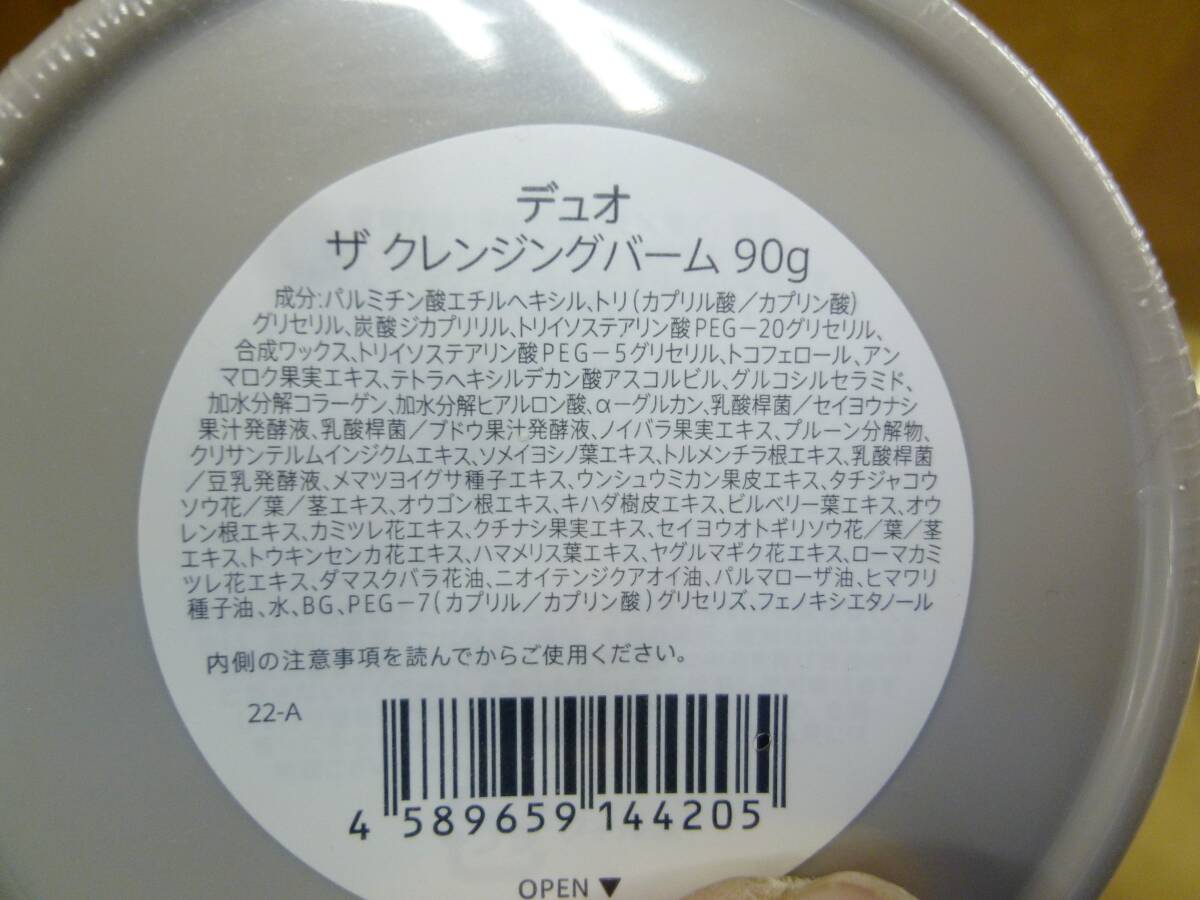 デュオ
ザ クレンジングバーム 90g
成分:パルミチン酸エチルヘキシル、トリ(カプリル酸/カプリン酸)
グリセリル、炭酸ジカプリリル、トリイソステアリン酸PEG-20グリセリル、
合成ワックス、トリイソステアリン酸PEG-5グリセリル、トコフェロール、アン
マロク果実エキス、テトラヘキシルデカン酸アスコルビル、グルコシルセラミド、
加水分解コラーゲン、加水分解ヒアルロン酸、α-グルカン、乳酸桿菌/セイヨウナシ
果汁発酵液、乳酸桿菌/ブドウ果汁発酵液、ノイバラ果実エキス、プルーン分解物、
クリサンテルムインジクムエキス、ソメイヨシノ葉エキス、トルメンチラ根エキス、乳酸桿菌
/豆乳発酵液、メマツヨイグサ種子エキス、ウンシュウミカン果皮エキス、タチジャコウ
ソウ花/葉/茎エキス、オウゴン根エキス、キハダ樹皮エキス、ビルベリー葉エキス、オウ
レン根エキス、カミツレ花エキス、クチナシ果実エキス、セイヨウオトギリソウ花/葉/茎
エキス、トウキンセンカ花エキス、ハマメリス葉エキス、ヤグルマギク花エキス、ローマカミ
ツレ花エキス、ダマスクバラ花油、ニオイテンジクアオイ油、パルマローザ油、ヒマワリ
種子油、水、BG、PEG-7(カプリル/カプリン酸)グリセリズ、フェノキシエタノール
内側の注意事項を読んでからご使用ください。
22-A
4 589659 144205
OPEN ▼